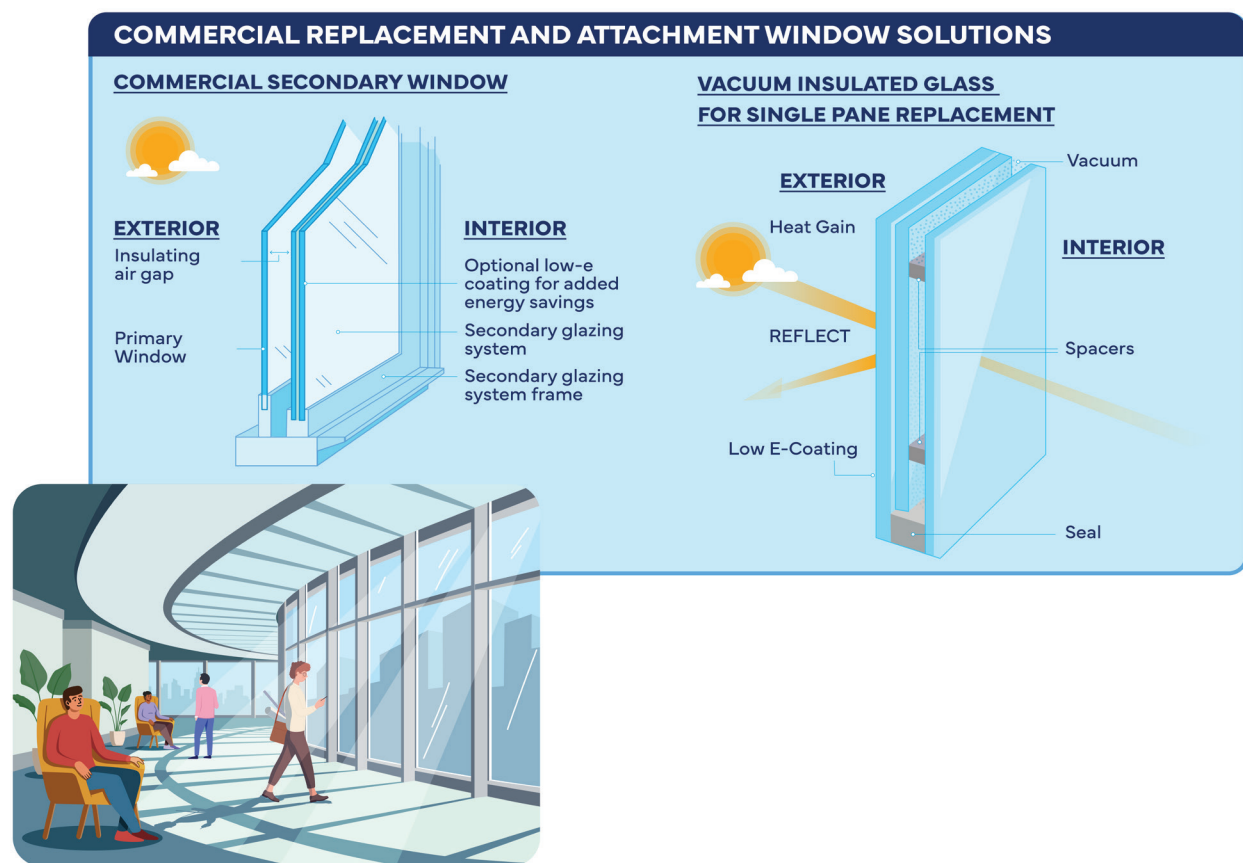 COMMERCIAL REPLACEMENT AND ATTACHMENT WINDOW SOLUTIONS
COMMERCIAL SECONDARY WINDOW
EXTERIOR
Insulating
air gap
Primary
Window
INTERIOR
Optional low-e
coating for added
energy savings
Secondary glazing
system
Secondary glazing
system frame
VACUUM INSULATED GLASS
FOR SINGLE PANE REPLACEMENT
EXTERIOR
Heat Gain
REFLECT
Low E-Coating
Vacuum
INTERIOR
Spacers
Seal